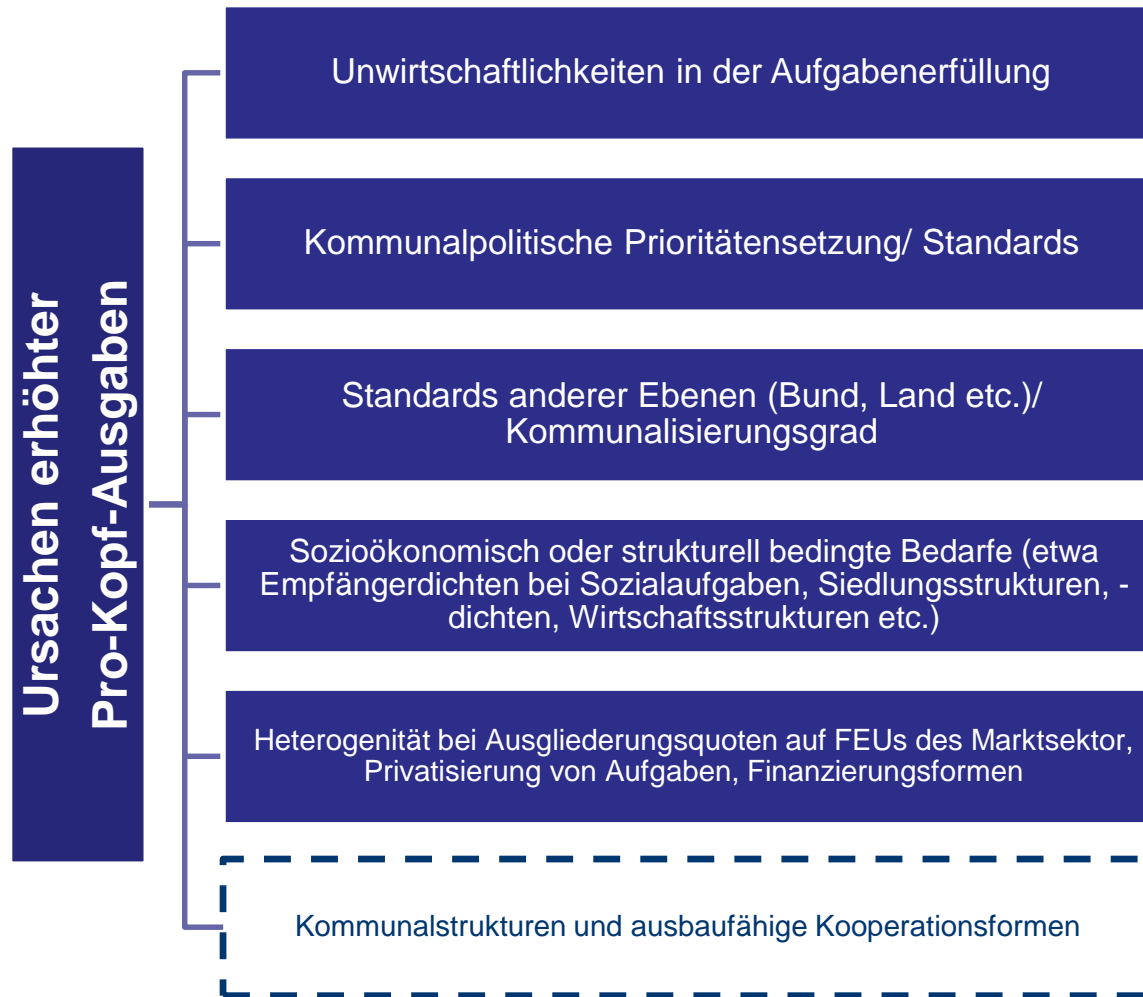 Ursachen erhöhter
Pro-Kopf-Ausgaben
Unwirtschaftlichkeiten in der Aufgabenerfüllung
Kommunalpolitische Prioritätensetzung/ Standards
Standards anderer Ebenen (Bund, Land etc.)/
Kommunalisierungsgrad
Sozioökonomisch oder strukturell bedingte Bedarfe (etwa
Empfängerdichten bei Sozialaufgaben, Siedlungsstrukturen, -
dichten, Wirtschaftsstrukturen etc.)
Heterogenität bei Ausgliederungsquoten auf FEUs des Marktsektor,
Privatisierung von Aufgaben, Finanzierungsformen
Kommunalstrukturen und ausbaufähige Kooperationsformen